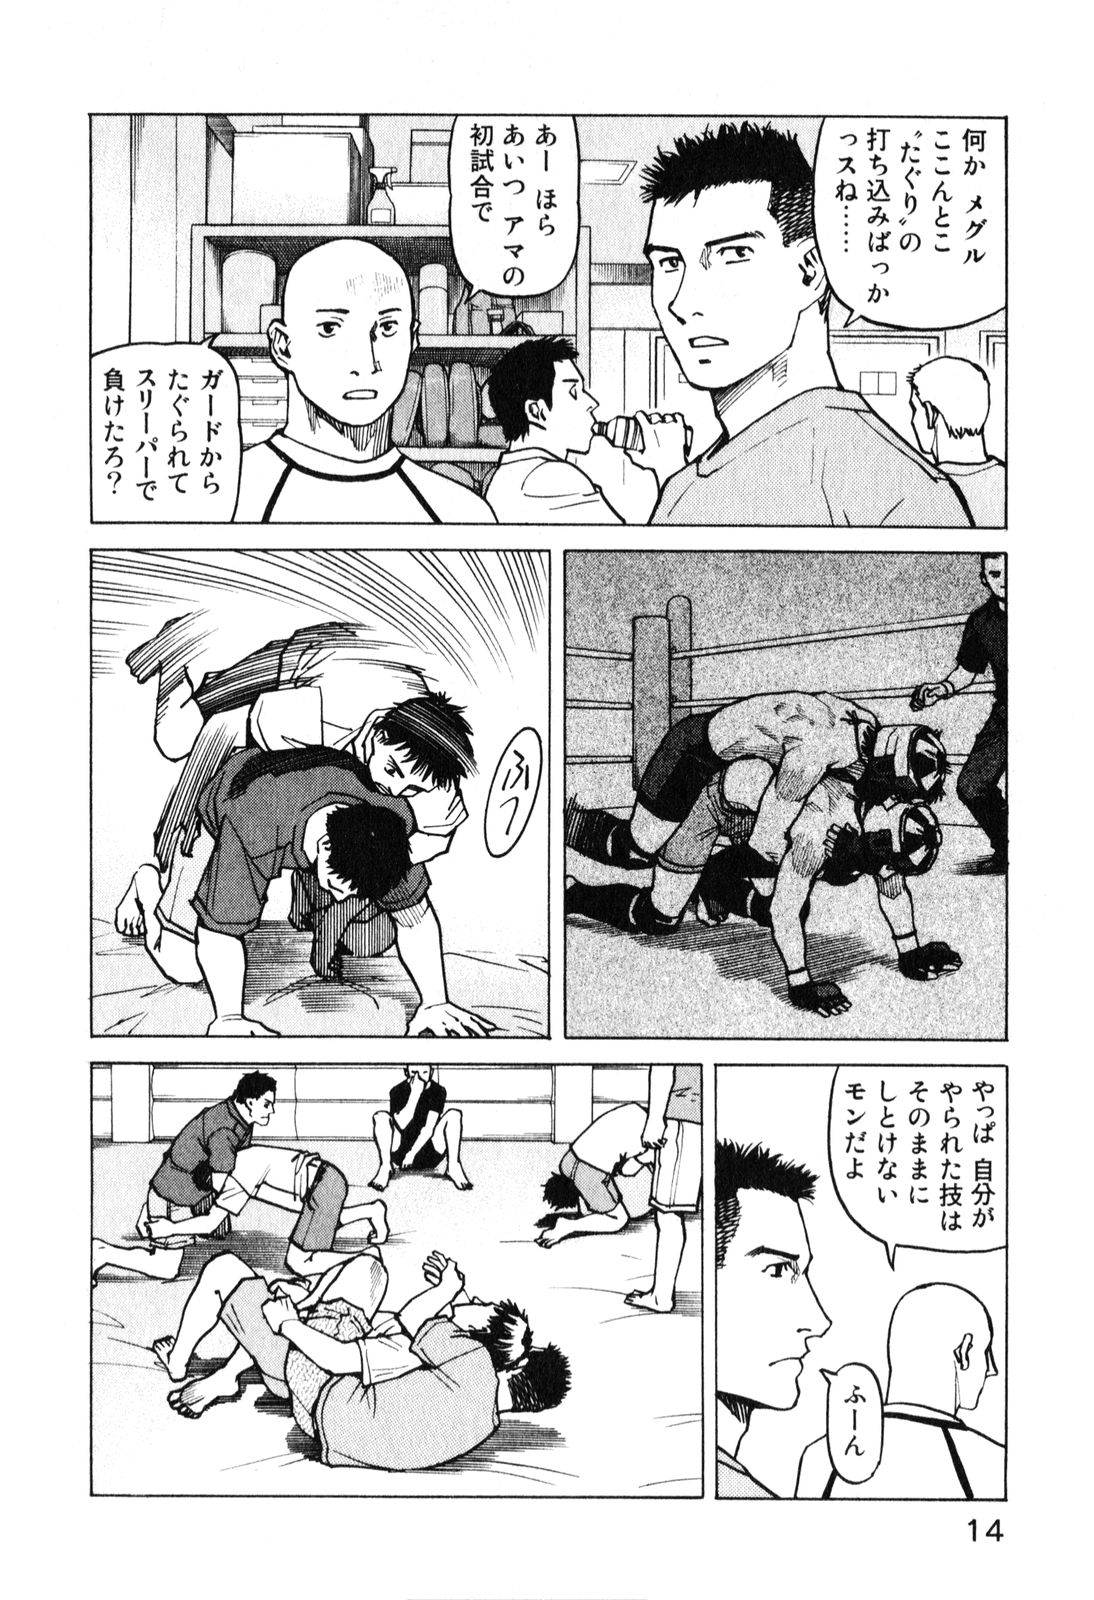 何か メグル
ここんとこ
〝たぐり〟の
打ち込みばっか
っスね……
あー ほら
あいつ アマの
初試合で
ガードから
たぐられて
スリーパーで
負けたろ？
ふっ
やっぱ 自分が
やられた技は
そのままに
しとけない
モンだよ
ふーん
14